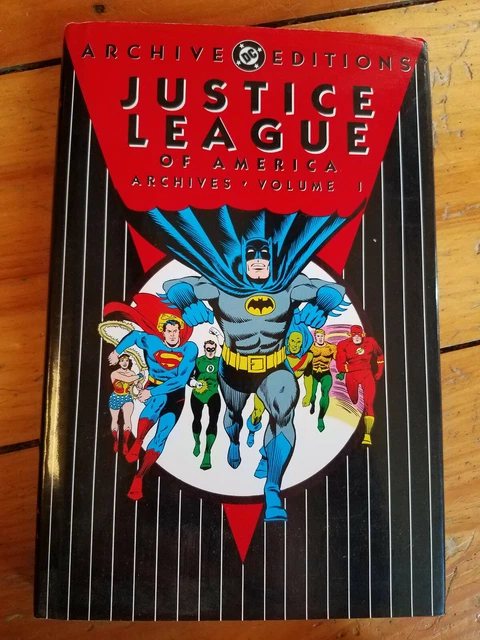 ARCHIVE DC EDITIONS
JUSTICE
LEAGUE
OF AMERICA
ARCHIVES • VOLUME 1